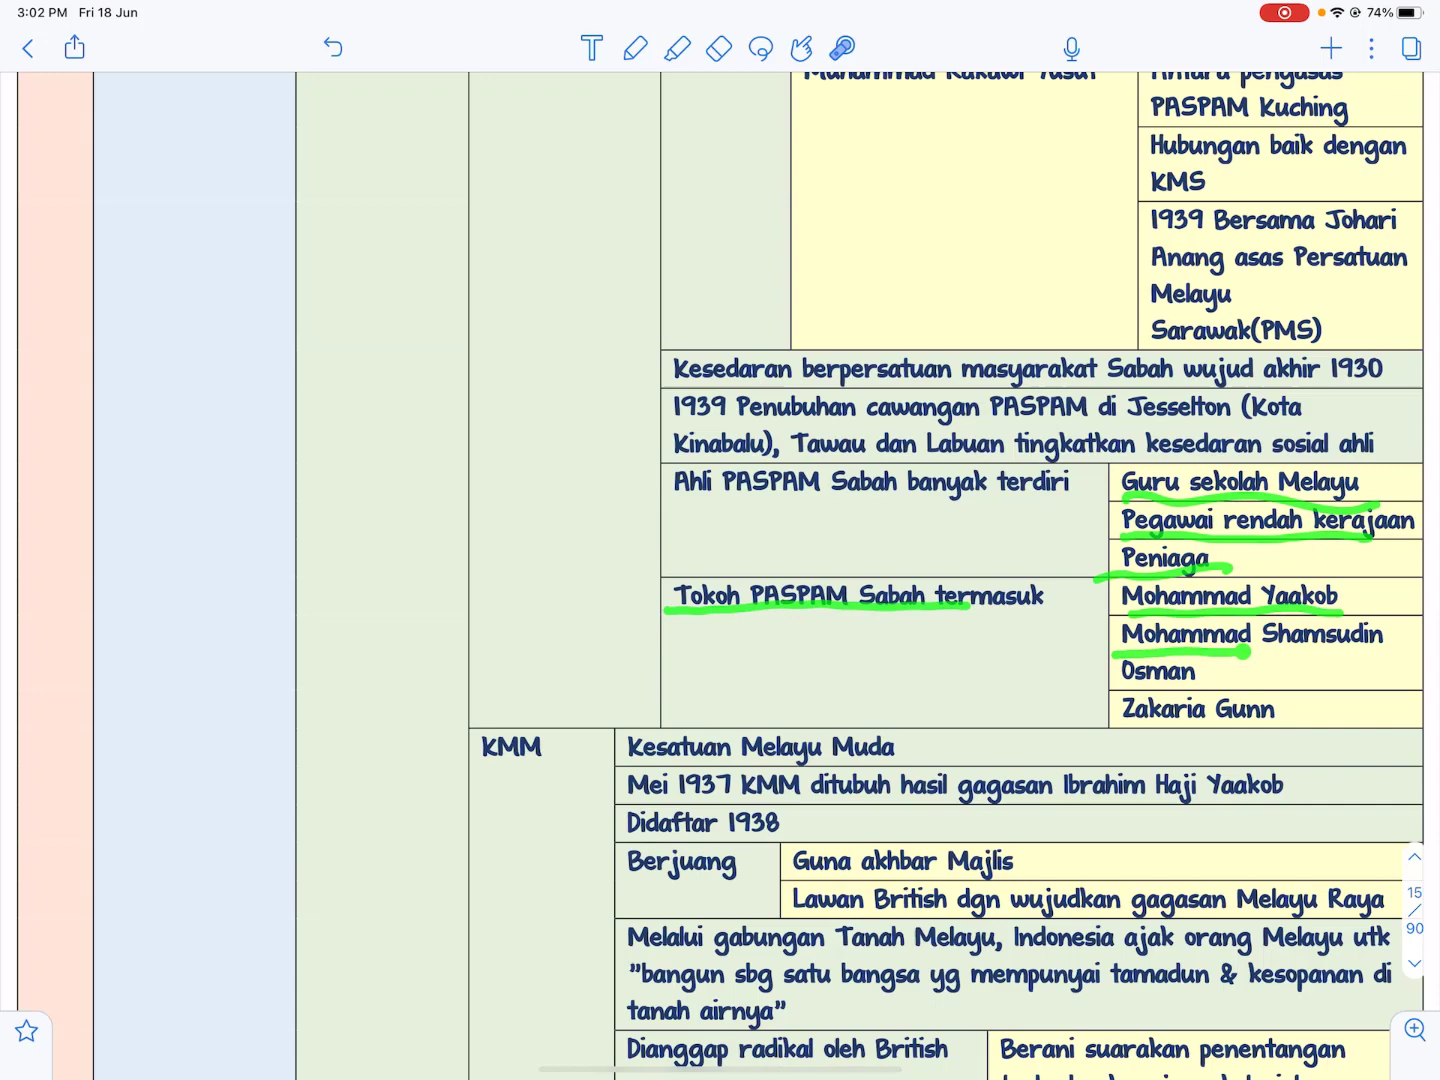 3:02 PM Fri 18 Jun
74%
Muhammad Rakawi Yusuf
Antara pengasas
PASPAM Kuching
Hubungan baik dengan
KMS
1939 Bersama Johari
Anang asas Persatuan
Melayu
Sarawak(PMS)
Kesedaran berpersatuan masyarakat Sabah wujud akhir 1930
1939 Penubuhan cawangan PASPAM di Jesselton (Kota
Kinabalu), Tawau dan Labuan tingkatkan kesedaran sosial ahli
Ahli PASPAM Sabah banyak terdiri
Guru sekolah Melayu
Pegawai rendah kerajaan
Peniaga
Tokoh PASPAM Sabah termasuk
Mohammad Yaakob
Mohammad Shamsudin
Osman
Zakaria Gunn
KMM
Kesatuan Melayu Muda
Mei 1937 KMM ditubuh hasil gagasan Ibrahim Haji Yaakob
Didaftar 1938
Berjuang
Guna akhbar Majlis
Lawan British dgn wujudkan gagasan Melayu Raya
Melalui gabungan Tanah Melayu, Indonesia ajak orang Melayu utk
"bangun sbg satu bangsa yg mempunyai tamadun & kesopanan di
tanah airnya"
Dianggap radikal oleh British
Berani suarakan penentangan
15
/
90